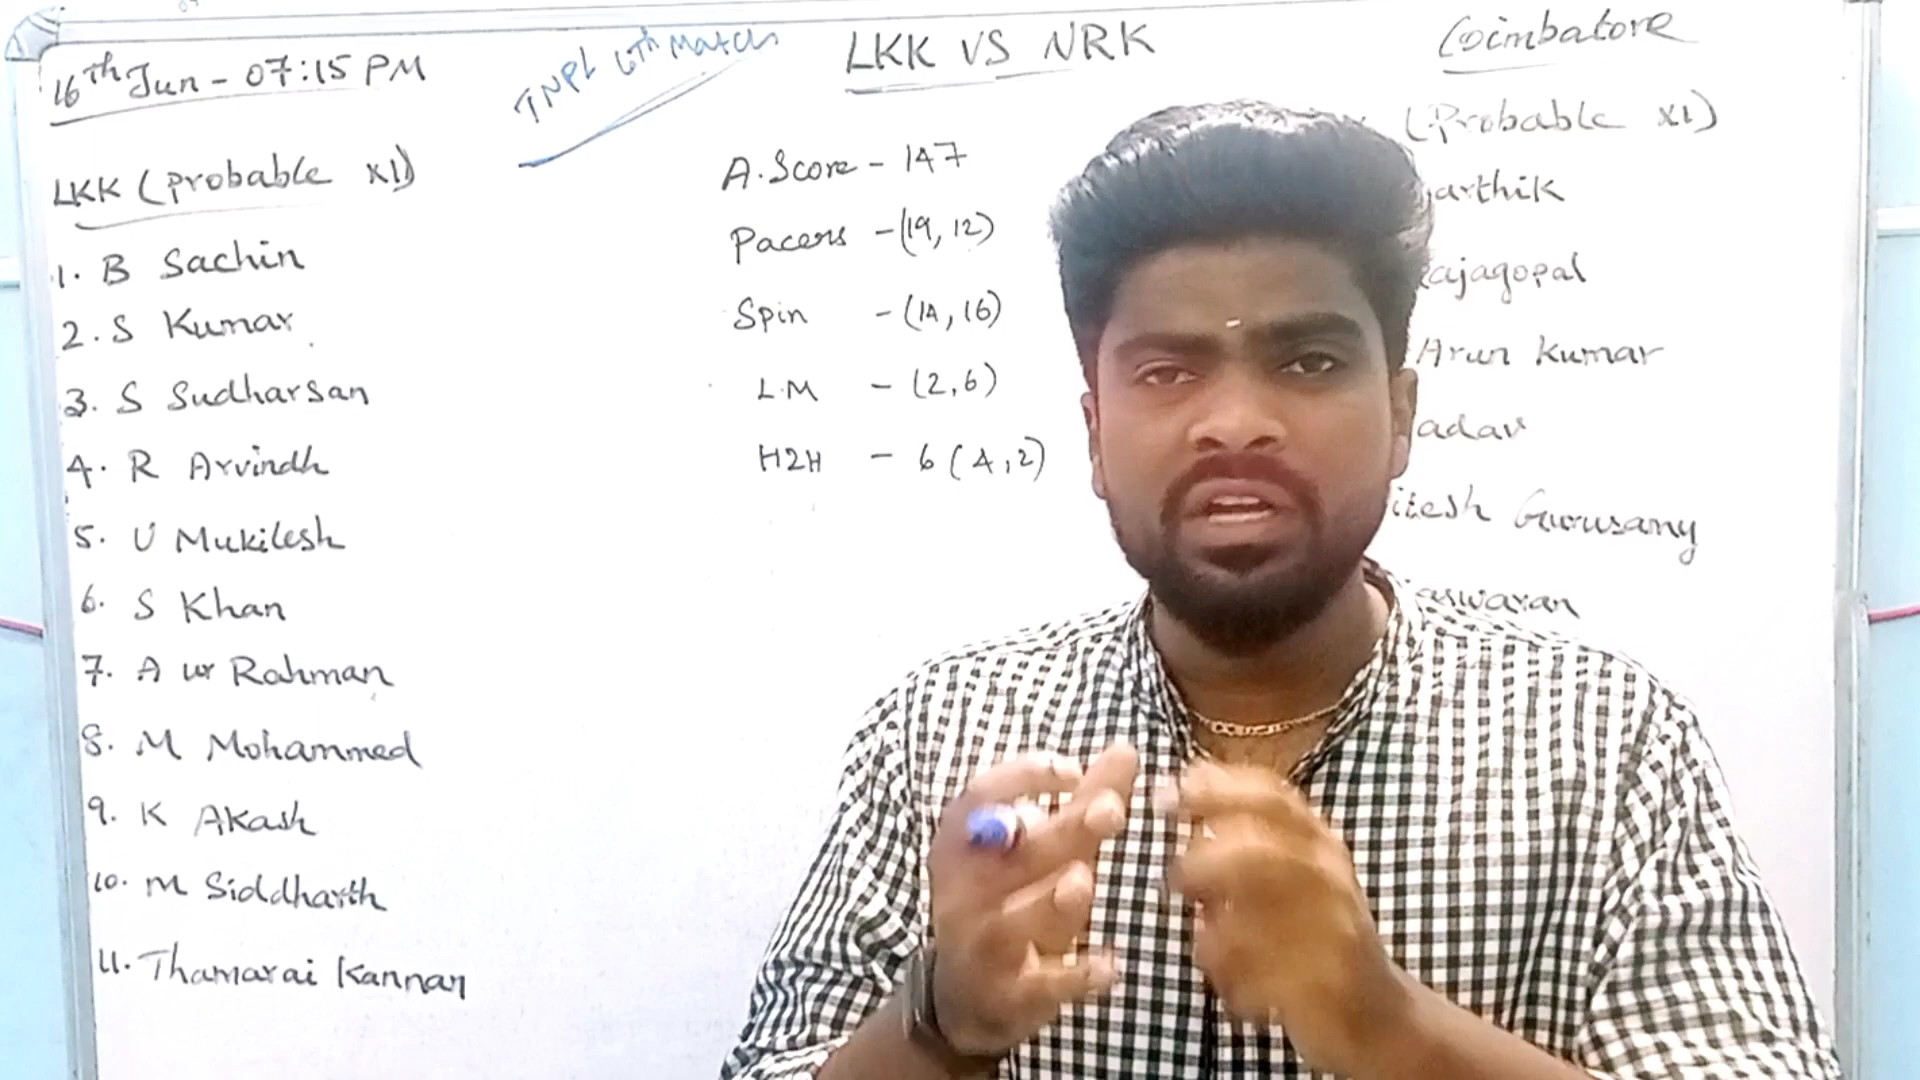 16th Jun - 07:15 PM
TNPL 6th Match
LKK VS NRK
Coimbatore
LKK (Probable XI)
1. B Sachin
2. S Kumar
3. S Sudharsan
4. R Arvindh
5. U Mukilesh
6. S Khan
7. A ur Rahman
8. M Mohammed
9. K Akash
10. M Siddharth
11. Thamarai Kannan
A.Score - 147
Pacers - (19, 12)
Spin - (14, 16)
L.M - (2,6)
H2H - 6 (4,2)
(Probable XI)
arthik
ajagopal
Arun Kumar
adav
itesh Gurusamy
aswaran